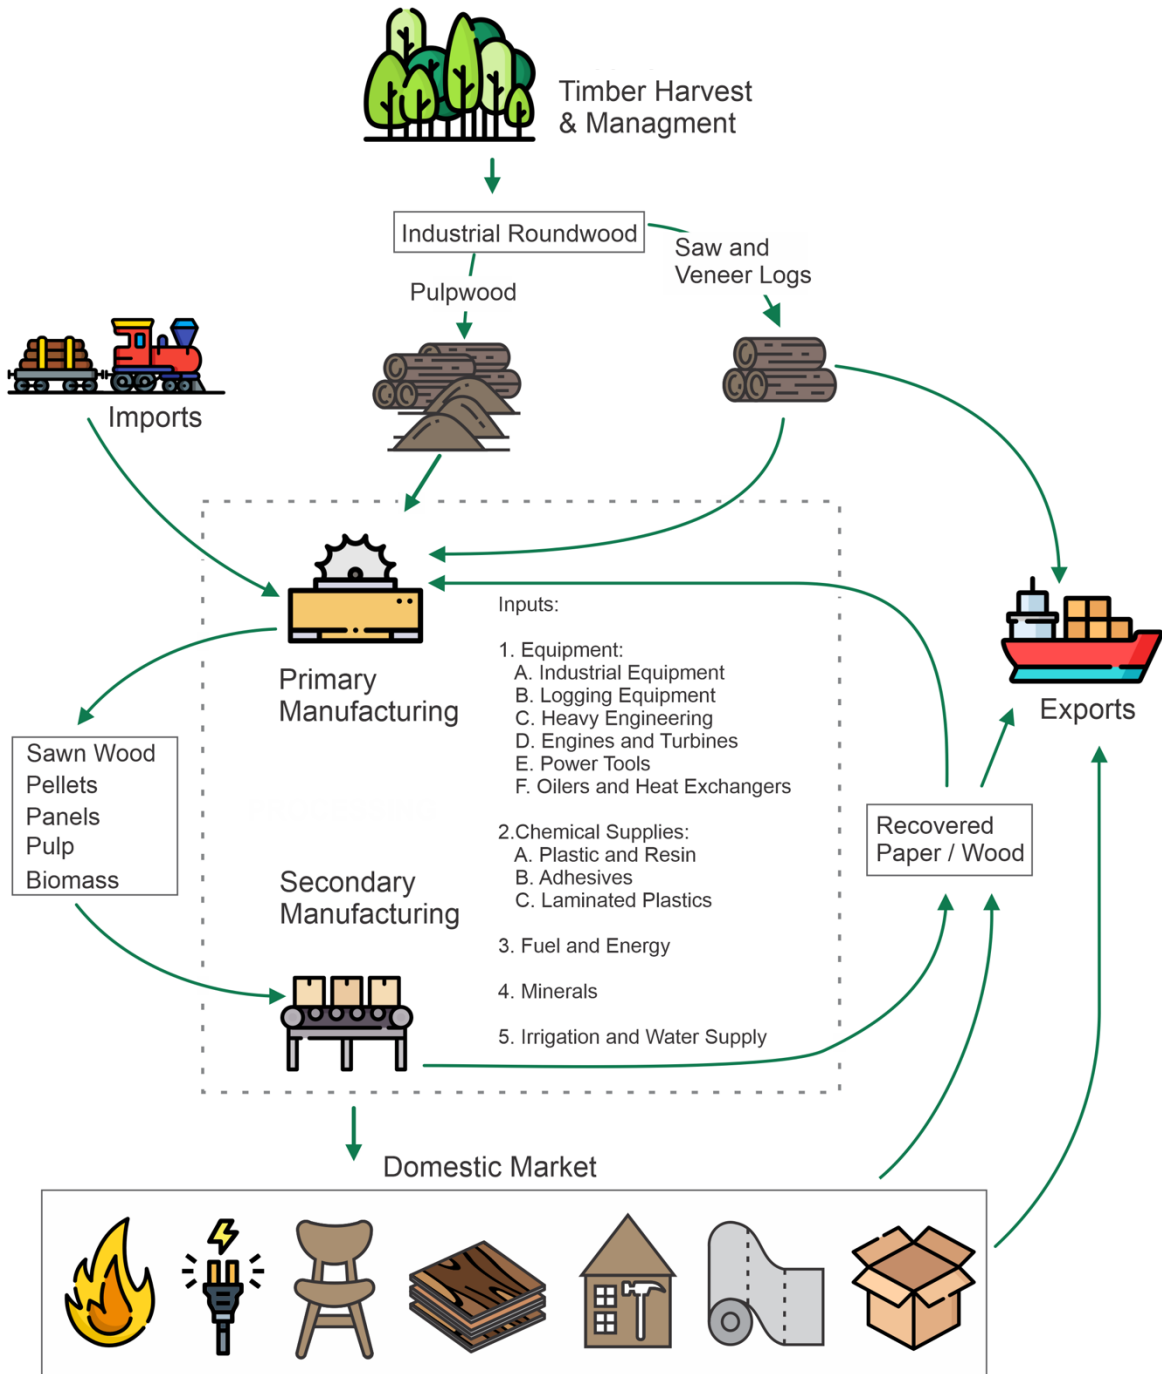 Timber Harvest
& Managment
Industrial Roundwood
Saw and
Veneer Logs
Pulpwood
Imports
Inputs:
1. Equipment:
A. Industrial Equipment
B. Logging Equipment
C. Heavy Engineering
D. Engines and Turbines
E. Power Tools
F. Oilers and Heat Exchangers
2.Chemical Supplies:
A. Plastic and Resin
B. Adhesives
C. Laminated Plastics
3. Fuel and Energy
4. Minerals
5. Irrigation and Water Supply
Primary
Manufacturing
Exports
Sawn Wood
Pellets
Panels
Pulp
Biomass
Recovered
Paper / Wood
Secondary
Manufacturing
Domestic Market